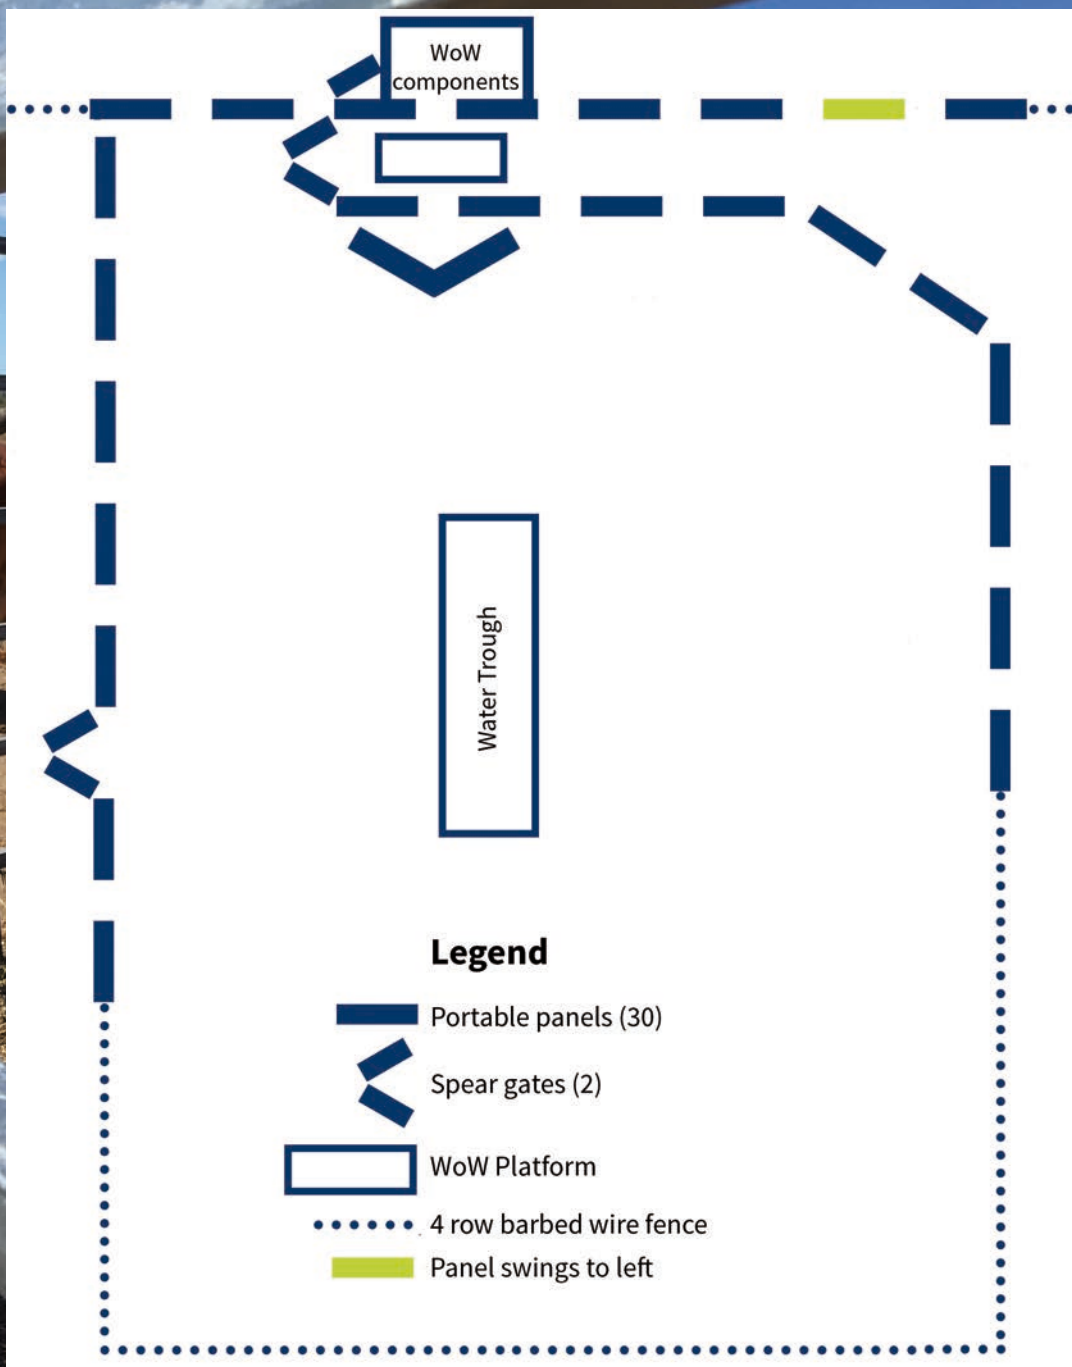 WoW
components
Water Trough
Legend
Portable panels (30)
Spear gates (2)
WoW Platform
4 row barbed wire fence
Panel swings to left